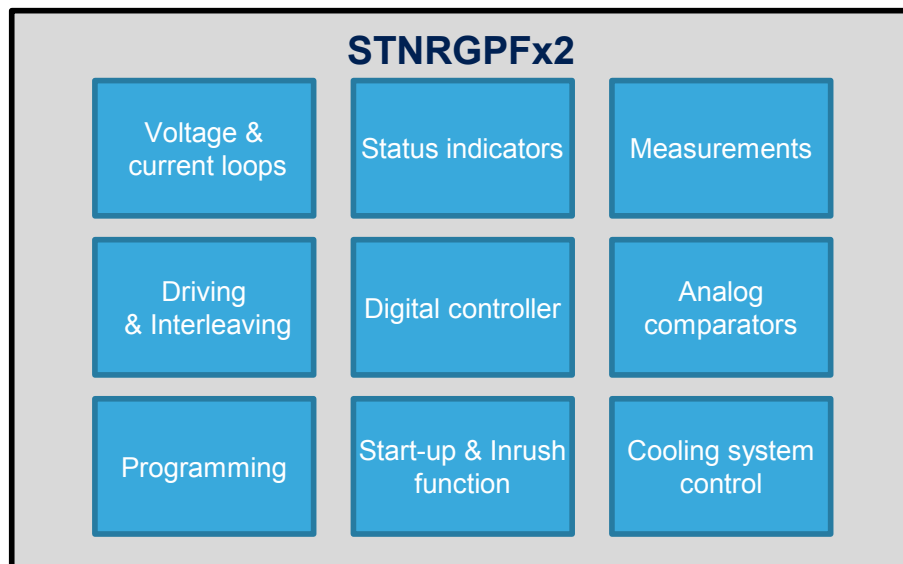 STNRGPFx2
Voltage &
current loops
Status indicators
Measurements
Driving
& Interleaving
Digital controller
Analog
comparators
Programming
Start-up & Inrush
function
Cooling system
control